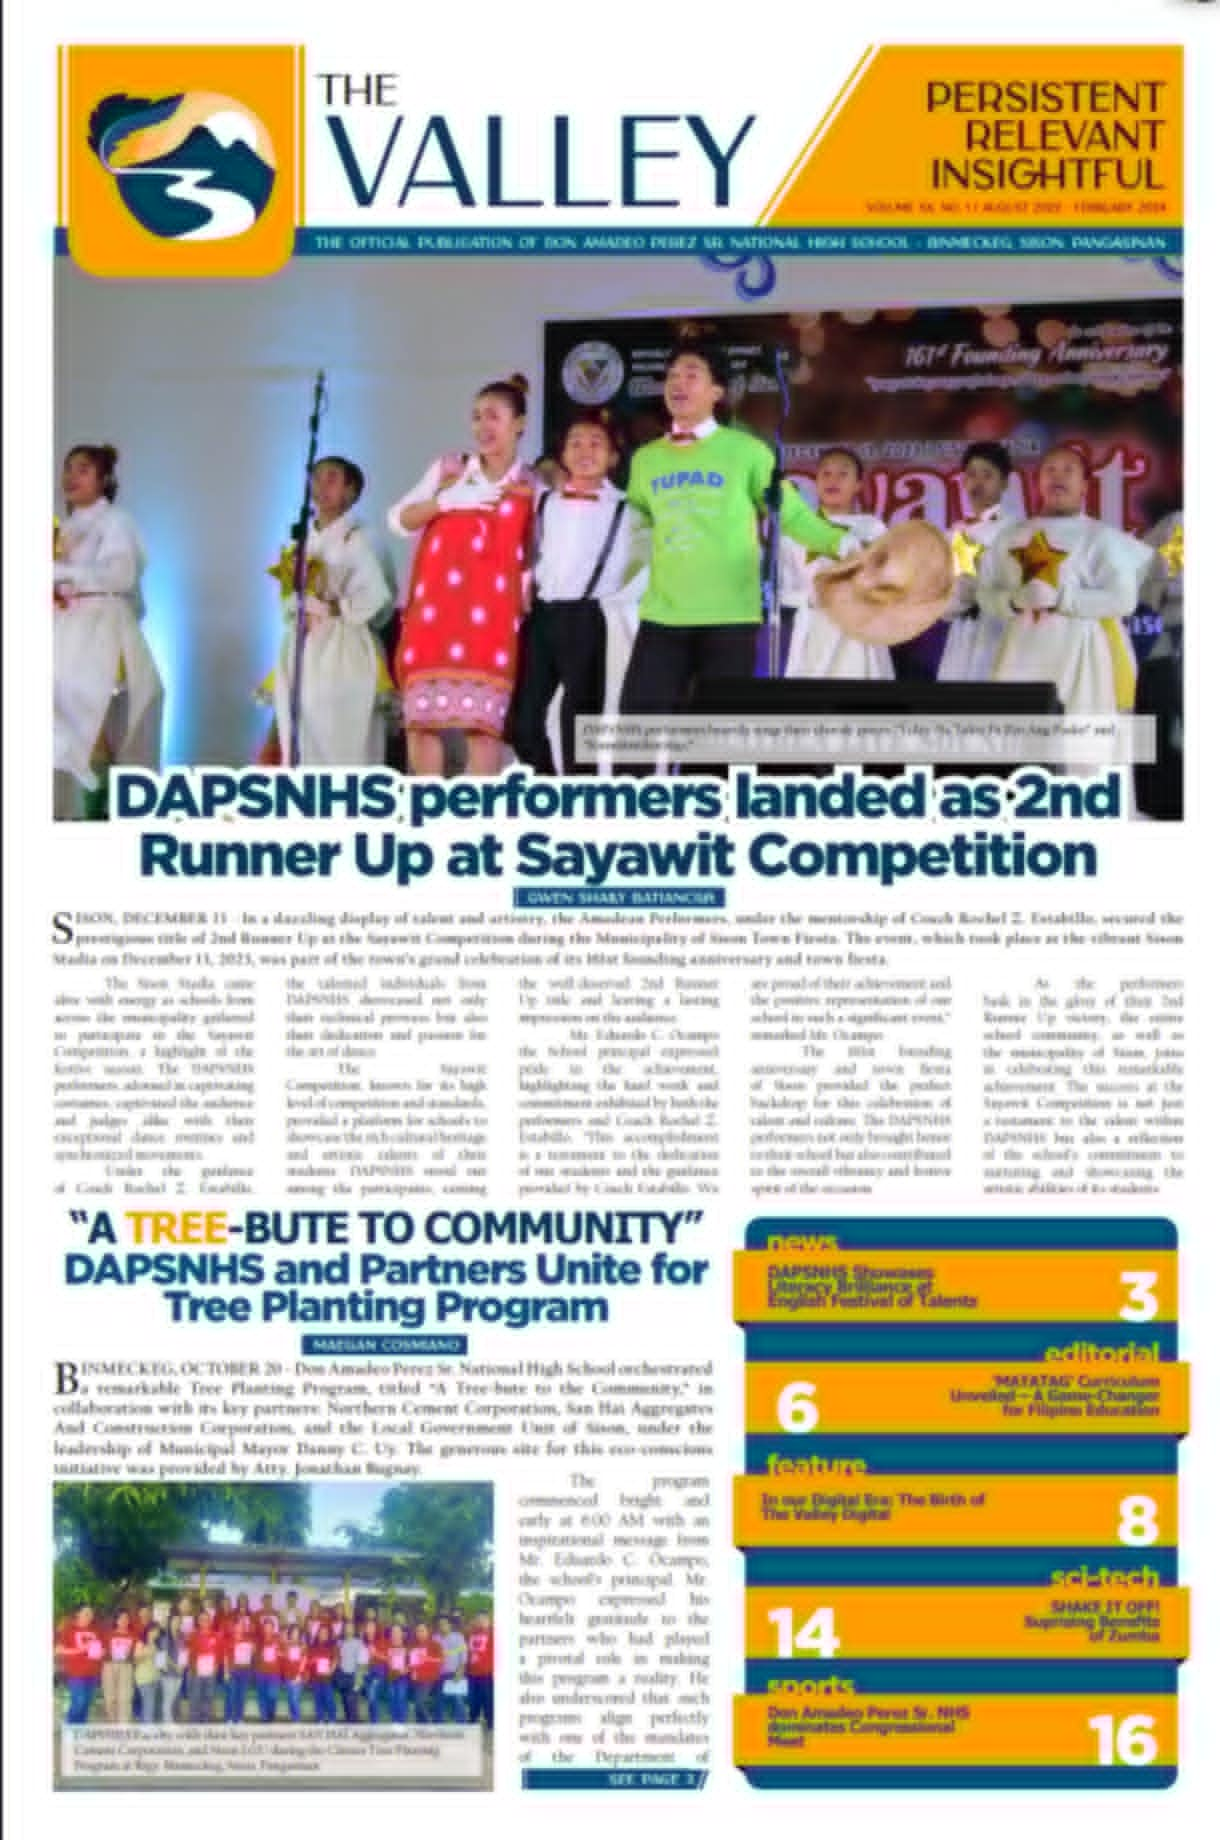 THE
VALLEY
PERSISTENT
RELEVANT
INSIGHTFUL
THE OFFICIAL PUBLICATION OF DON AMADEO PEREZ SR. NATIONAL HIGH SCHOOL - BINMECKEG, SISON, PANGASINAN
161st Founding Anniversary
TUPAD
DAPSNHS performers landed as 2nd
Runner Up at Sayawit Competition
SISON, DECEMBER 13 - In a dazzling display of talent and artistry, the Amadean Performers, under the mentorship of Coach Rochel Z. Estabillo, secured the
prestigious title of 2nd Runner Up at the Sayawit Competition during the Municipality of Sison Town Fiesta. The event, which took place at the vibrant Sison
Stadia on December 13, 2023, was part of the town's grand celebration of its 161st founding anniversary and town fiesta.
The Sison Stadia came
alive with energy as schools from
across the municipality gathered
to participate in the Sayawit
Competition, a highlight of the
festive season. The DAPSNHS
performers, adorned in captivating
costumes, captivated the audience
and judges alike with their
exceptional dance routines and
synchronized movements.
Under the guidance
of Coach Rochel Z. Estabillo,
the talented individuals from
DAPSNHS showcased not only
their technical prowess but also
their dedication and passion for
the art of dance.
The Sayawit
Competition, known for its high
level of competition and standards,
provided a platform for schools to
showcase the rich cultural heritage
and artistic talents of their
students. DAPSNHS stood out
among the participants, earning
the well-deserved 2nd Runner
Up title and leaving a lasting
impression on the audience.
Mr. Eduardo C. Ocampo
the School principal expressed
pride in the achievement,
highlighting the hard work and
commitment exhibited by both the
performers and Coach Rochel Z.
Estabillo. "This accomplishment
is a testament to the dedication
of our students and the guidance
provided by Coach Estabillo. We
are proud of their achievement and
the positive representation of our
school in such a significant event,"
remarked Mr. Ocampo.
The 161st founding
anniversary and town fiesta
of Sison provided the perfect
backdrop for this celebration of
talent and culture. The DAPSNHS
performers not only brought honor
to their school but also contributed
to the overall vibrancy and festive
spirit of the occasion.
As the performers
bask in the glory of their 2nd
Runner Up victory, the entire
school community, as well as
the municipality of Sison, joins
in celebrating this remarkable
achievement. The success at the
Sayawit Competition is not just
a testament to the talent within
DAPSNHS but also a reflection
of the school's commitment to
nurturing and showcasing the
artistic abilities of its students.
"A TREE-BUTE TO COMMUNITY"
DAPSNHS and Partners Unite for
Tree Planting Program
MAEGAN COSMIANO
BINMECKEG, OCTOBER 20 - Don Amadeo Perez Sr. National High School orchestrated
a remarkable Tree Planting Program, titled "A Tree-bute to the Community," in
collaboration with its key partners: Northern Cement Corporation, San Hai Aggregates
And Construction Corporation, and the Local Government Unit of Sison, under the
leadership of Municipal Mayor Danny C. Uy. The generous site for this eco-conscious
initiative was provided by Atty. Jonathan Bugnay.
The program
commenced bright and
early at 6:00 AM with an
inspirational message from
Mr. Eduardo C. Ocampo,
the school's principal. Mr.
Ocampo expressed his
heartfelt gratitude to the
partners who had played
a pivotal role in making
this program a reality. He
also underscored that such
programs align perfectly
with one of the mandates
of the Department of
SEE PAGE 3
DAPSNHS Faculty with their key partners SAN HAI Aggregates, Northern
Cement Corporation, and Sison LGU during the Tree Planting
Program at Brgy. Binmeckeg, Sison, Pangasinan
news
DAPSNHS Showcases
Literacy Brilliance at
English Festival of Talents
3
editorial
'MATATAG' Curriculum
Unveiled—A Game-Changer
for Filipino Education
6
feature
In our Digital Era: The Birth of
The Valley Digital
8
sci-tech
SHAKE IT OFF!
Suprising Benefits
of Zumba
14
sports
Don Amadeo Perez Sr. NHS
dominates Congressional
Meet
16